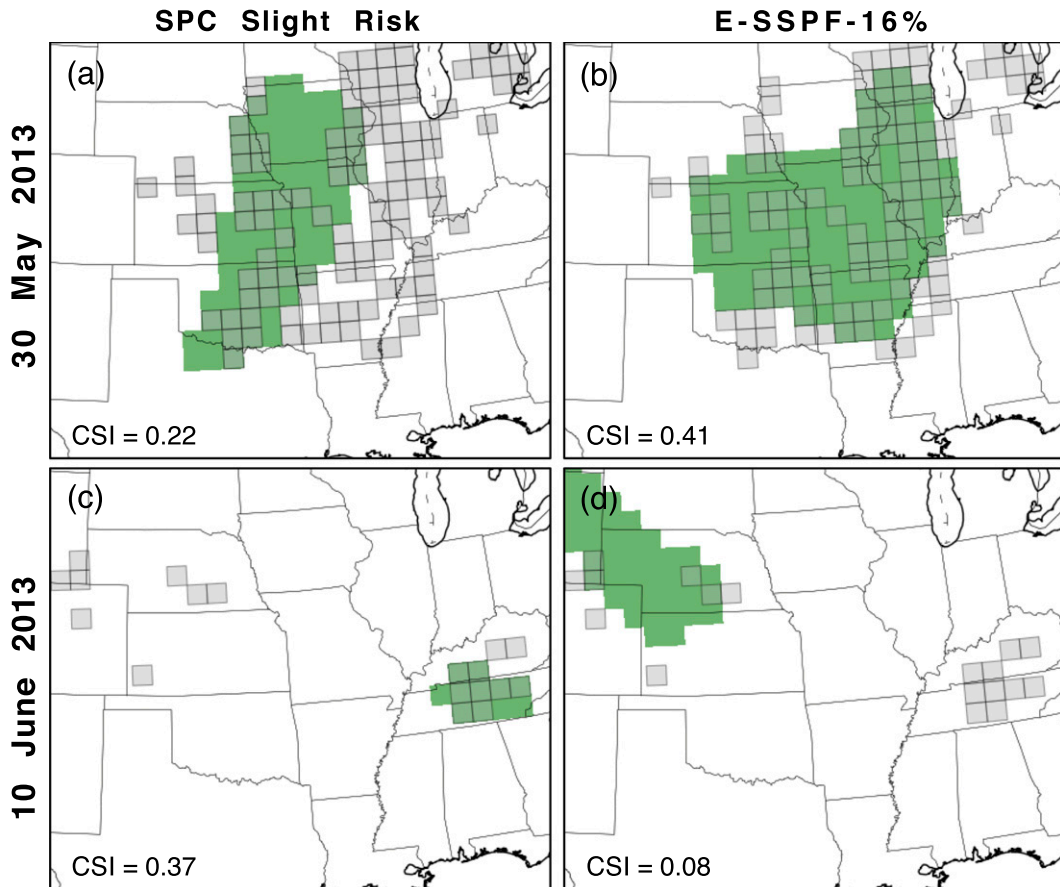 SPC Slight Risk
E-SSPF-16%
30 May 2013
(a)
CSI = 0.22
(b)
CSI = 0.41
10 June 2013
(c)
CSI = 0.37
(d)
CSI = 0.08